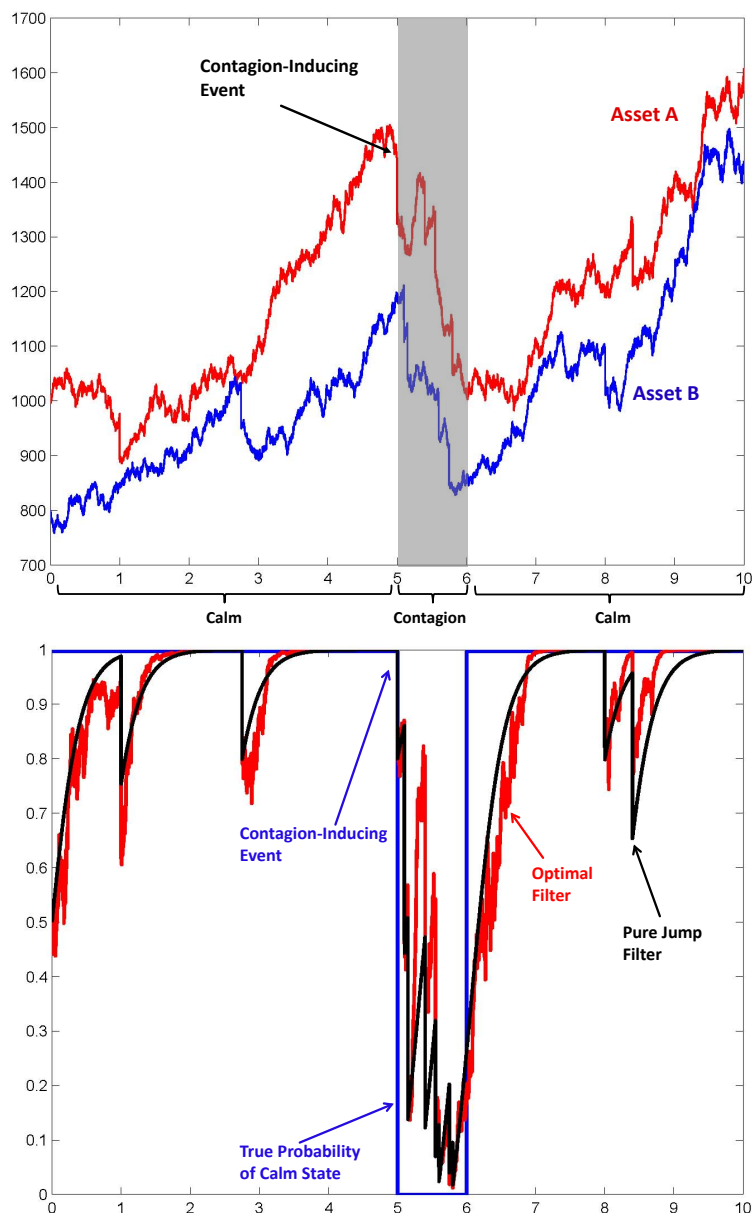 1700
1600
1500
1400
1300
1200
1100
1000
900
800
700
Contagion-Inducing
Event
Asset A
Asset B
0 1 2 3 4 5 6 7 8 9 10
Calm Contagion Calm
1
0.9
0.8
0.7
0.6
0.5
0.4
0.3
0.2
0.1
0
Contagion-Inducing
Event
Optimal
Filter
Pure Jump
Filter
True Probability
of Calm State
0 1 2 3 4 5 6 7 8 9 10